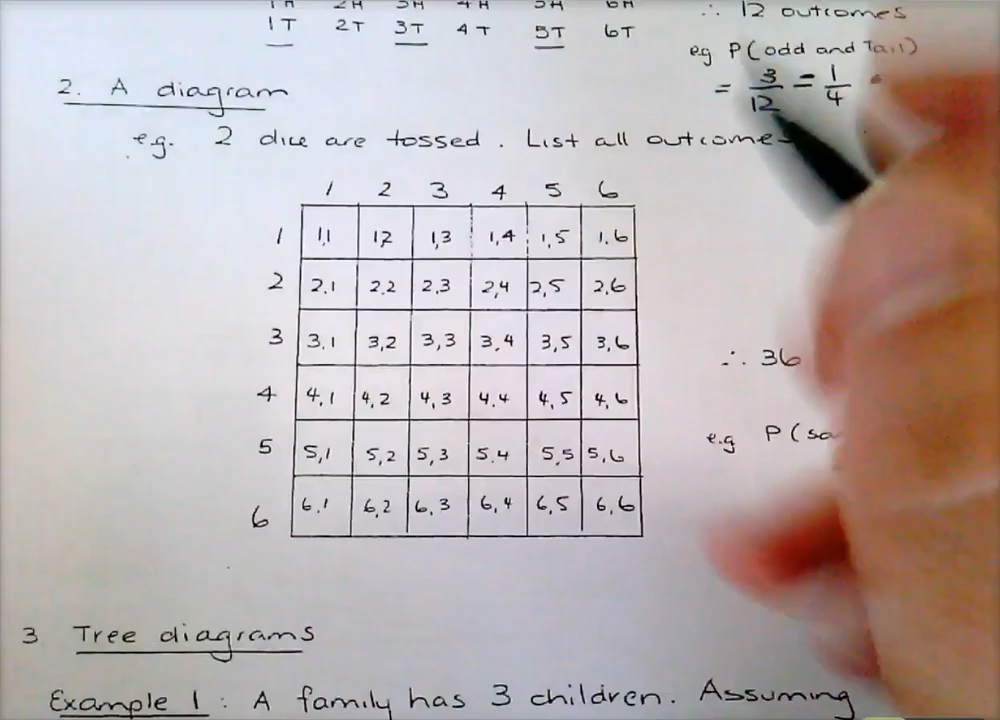 1T 2T 3T 4T 5T 6T
∴ 12 outcomes
eg P(odd and Tail)
= 3/12 = 1/4
2. A diagram
e.g. 2 dice are tossed. List all outcomes
1 2 3 4 5 6
1 1,1 1,2 1,3 1,4 1,5 1.6
2 2.1 2.2 2.3 2,4 2,5 2,6
3 3.1 3,2 3,3 3.4 3,5 3,6
4 4,1 4,2 4,3 4.4 4,5 4,6
5 5,1 5,2 5,3 5.4 5,5 5,6
6 6.1 6,2 6,3 6,4 6,5 6,6
∴ 36
e.g P(
3 Tree diagrams
Example 1: A family has 3 children. Assuming